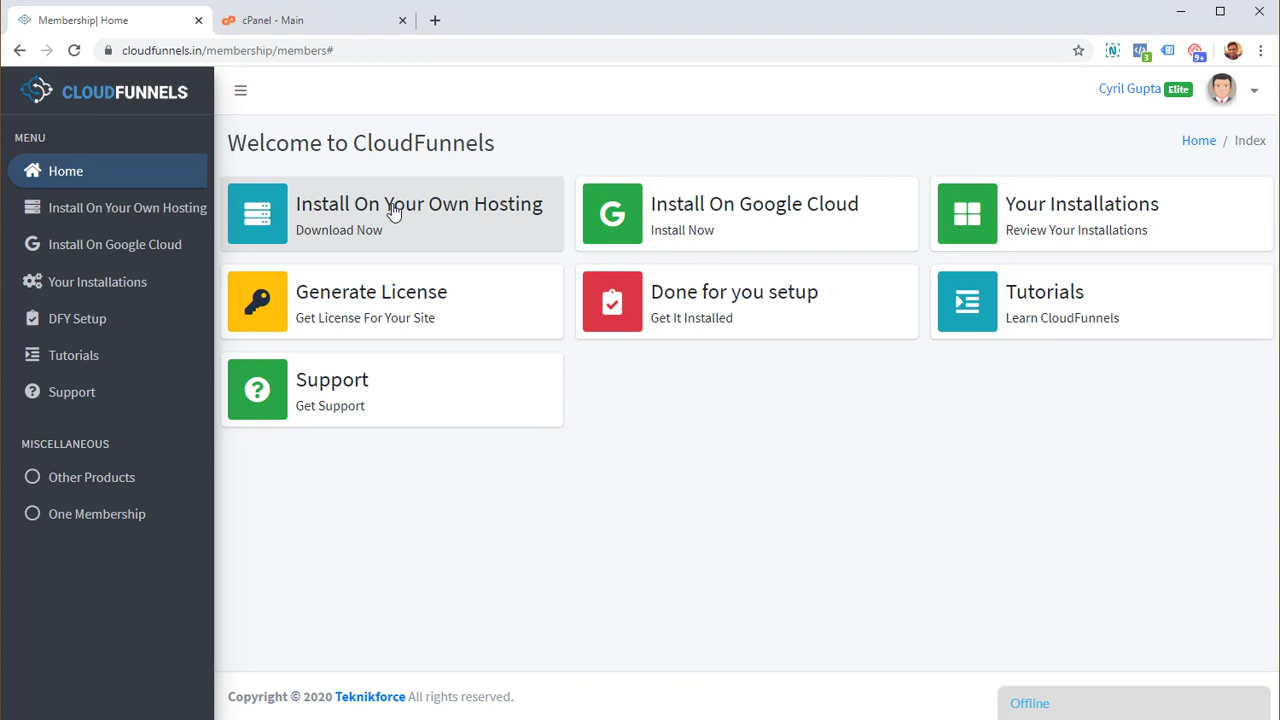 Membership| Home
cPanel - Main
cloudfunnels.in/membership/members#
3
9+
CLOUDFUNNELS
Cyril Gupta Elite
MENU
Home
Install On Your Own Hosting
Install On Google Cloud
Your Installations
DFY Setup
Tutorials
Support
MISCELLANEOUS
Other Products
One Membership
Welcome to CloudFunnels
Home / Index
Install On Your Own Hosting
Download Now
Install On Google Cloud
Install Now
Your Installations
Review Your Installations
Generate License
Get License For Your Site
Done for you setup
Get It Installed
Tutorials
Learn CloudFunnels
Support
Get Support
Copyright © 2020 Teknikforce All rights reserved.
Offline